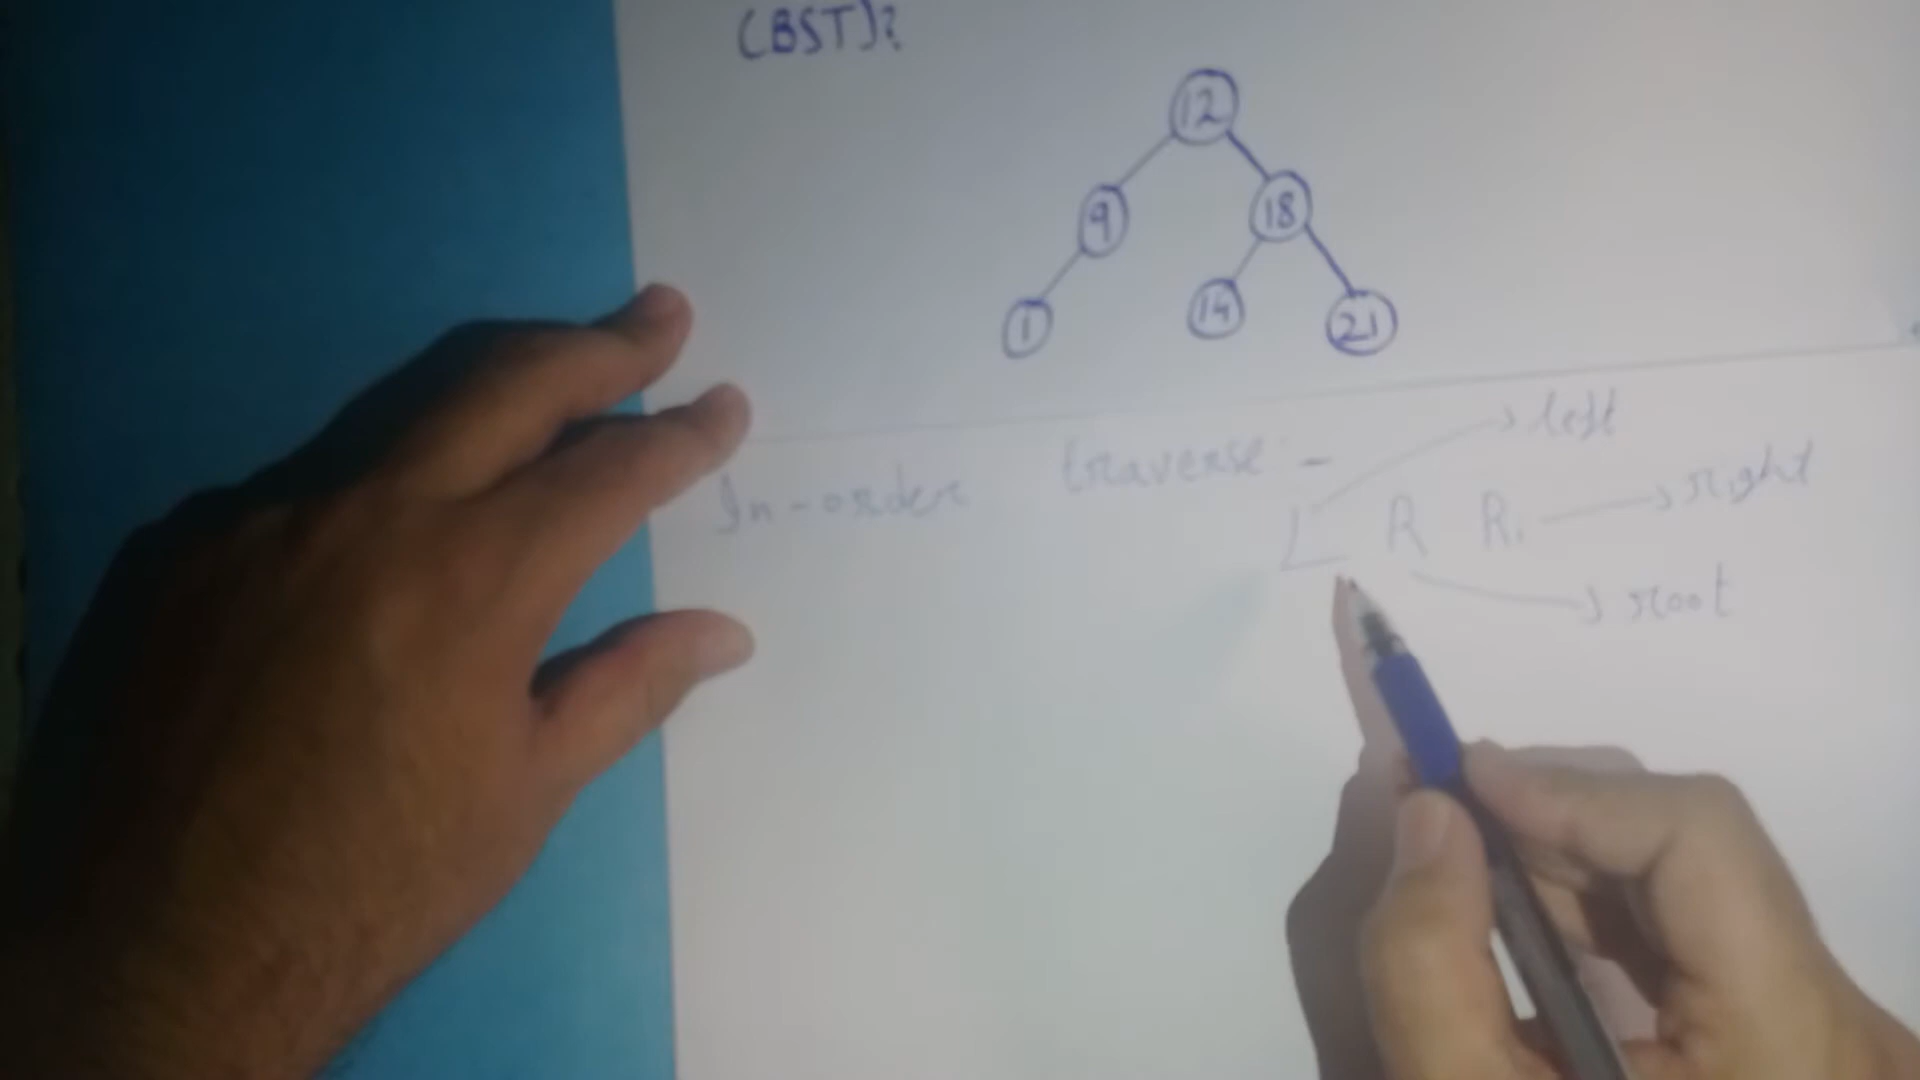 (BST)?
12
9 18
1 14 21
In-order traverse -
left
L R R. right
root